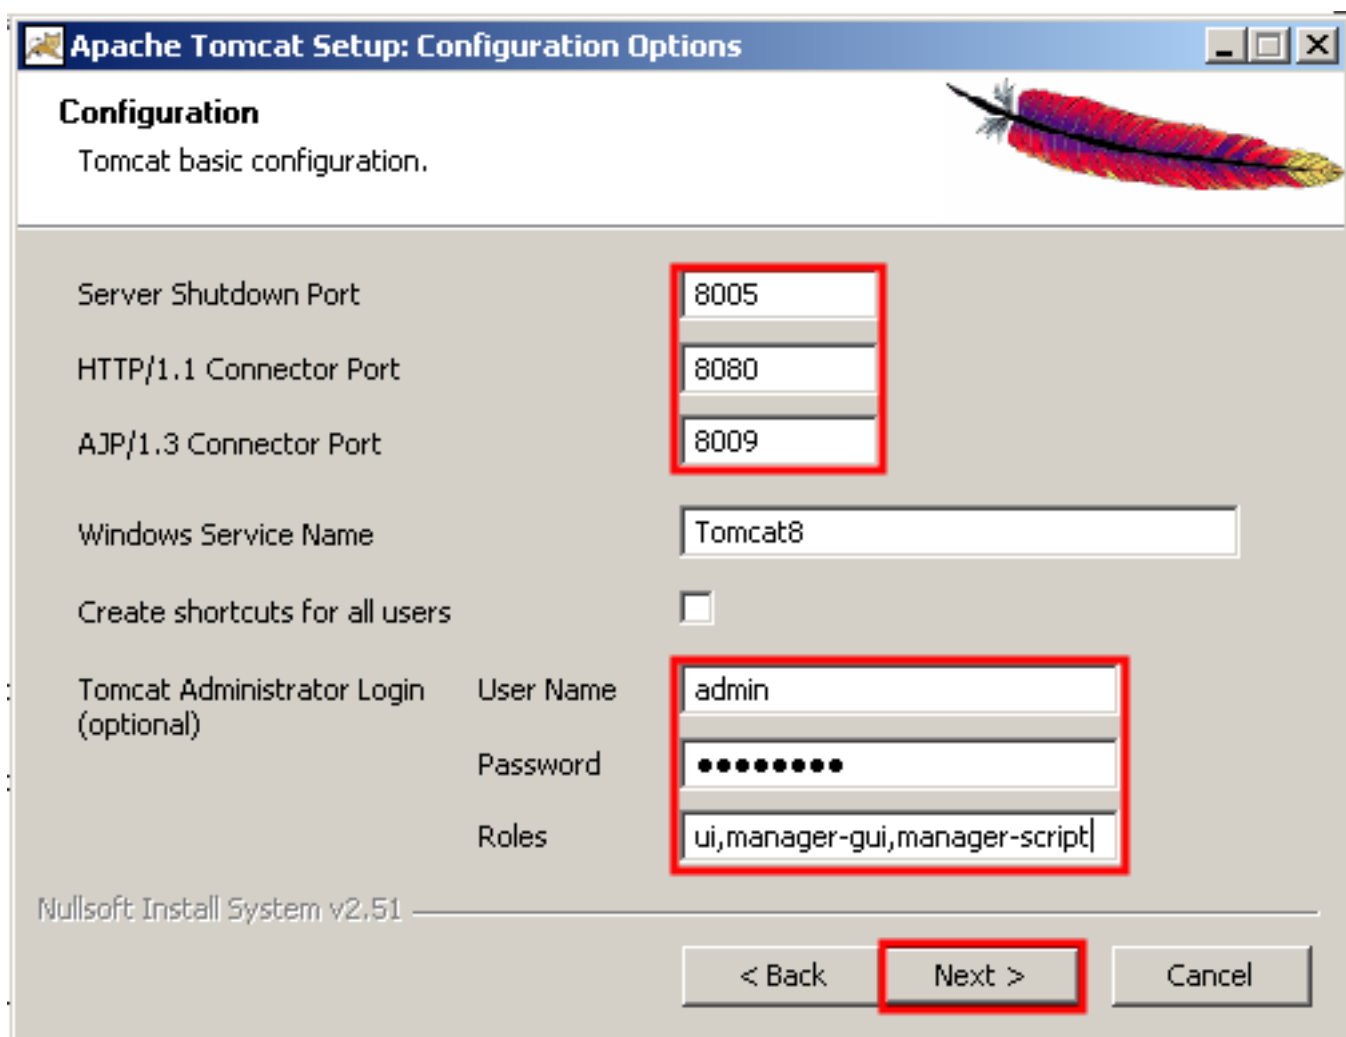 Apache Tomcat Setup: Configuration Options
Configuration
Tomcat basic configuration.
Server Shutdown Port 8005
HTTP/1.1 Connector Port 8080
AJP/1.3 Connector Port 8009
Windows Service Name Tomcat8
Create shortcuts for all users
Tomcat Administrator Login User Name admin
(optional)
Password ●●●●●●●●
Roles ui,manager-gui,manager-script
Nullsoft Install System v2.51
< Back Next > Cancel